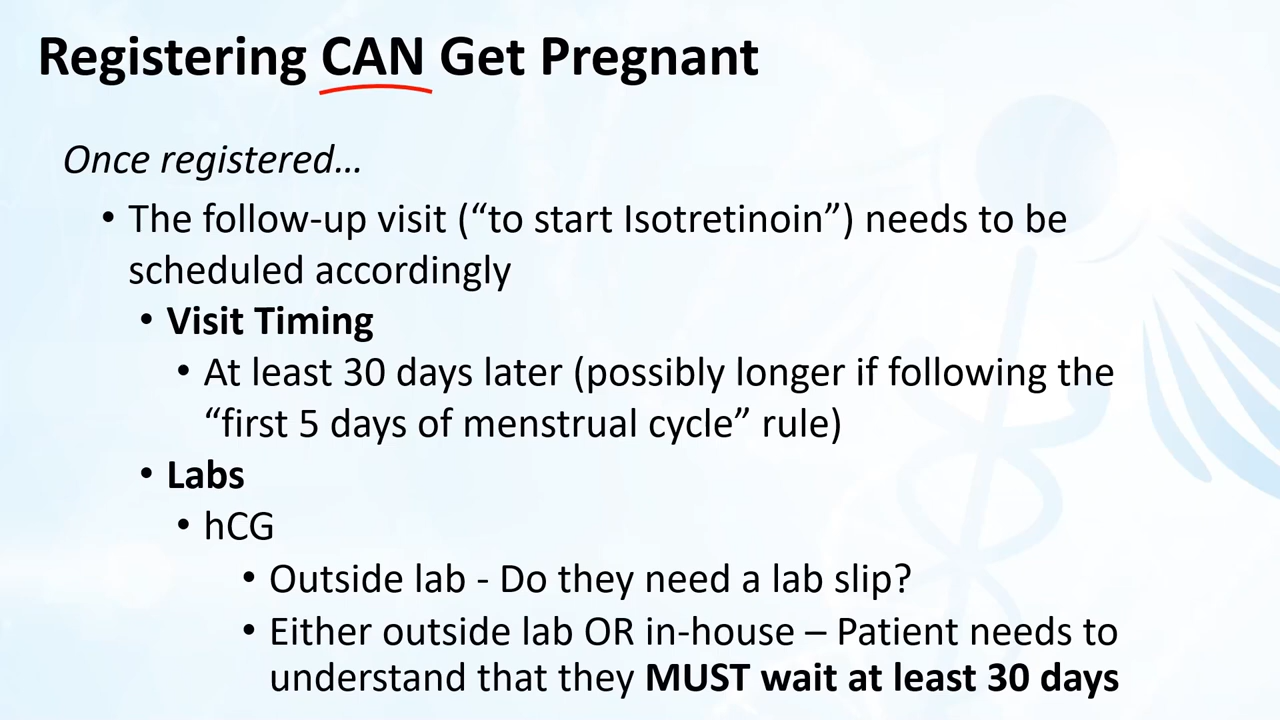 Registering CAN Get Pregnant
Once registered…
• The follow-up visit (“to start Isotretinoin”) needs to be
scheduled accordingly
• Visit Timing
• At least 30 days later (possibly longer if following the
“first 5 days of menstrual cycle” rule)
• Labs
• hCG
• Outside lab - Do they need a lab slip?
• Either outside lab OR in-house – Patient needs to
understand that they MUST wait at least 30 days